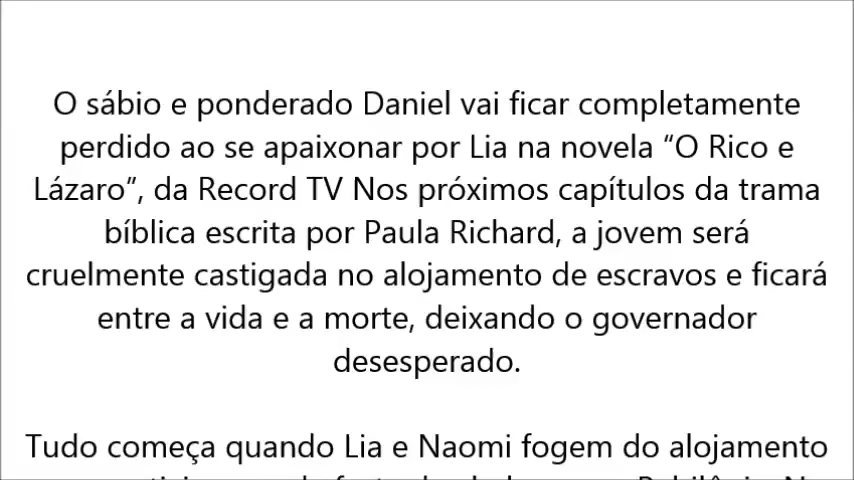 O sábio e ponderado Daniel vai ficar completamente
perdido ao se apaixonar por Lia na novela “O Rico e
Lázaro”, da Record TV Nos próximos capítulos da trama
bíblica escrita por Paula Richard, a jovem será
cruelmente castigada no alojamento de escravos e ficará
entre a vida e a morte, deixando o governador
desesperado.
Tudo começa quando Lia e Naomi fogem do alojamento